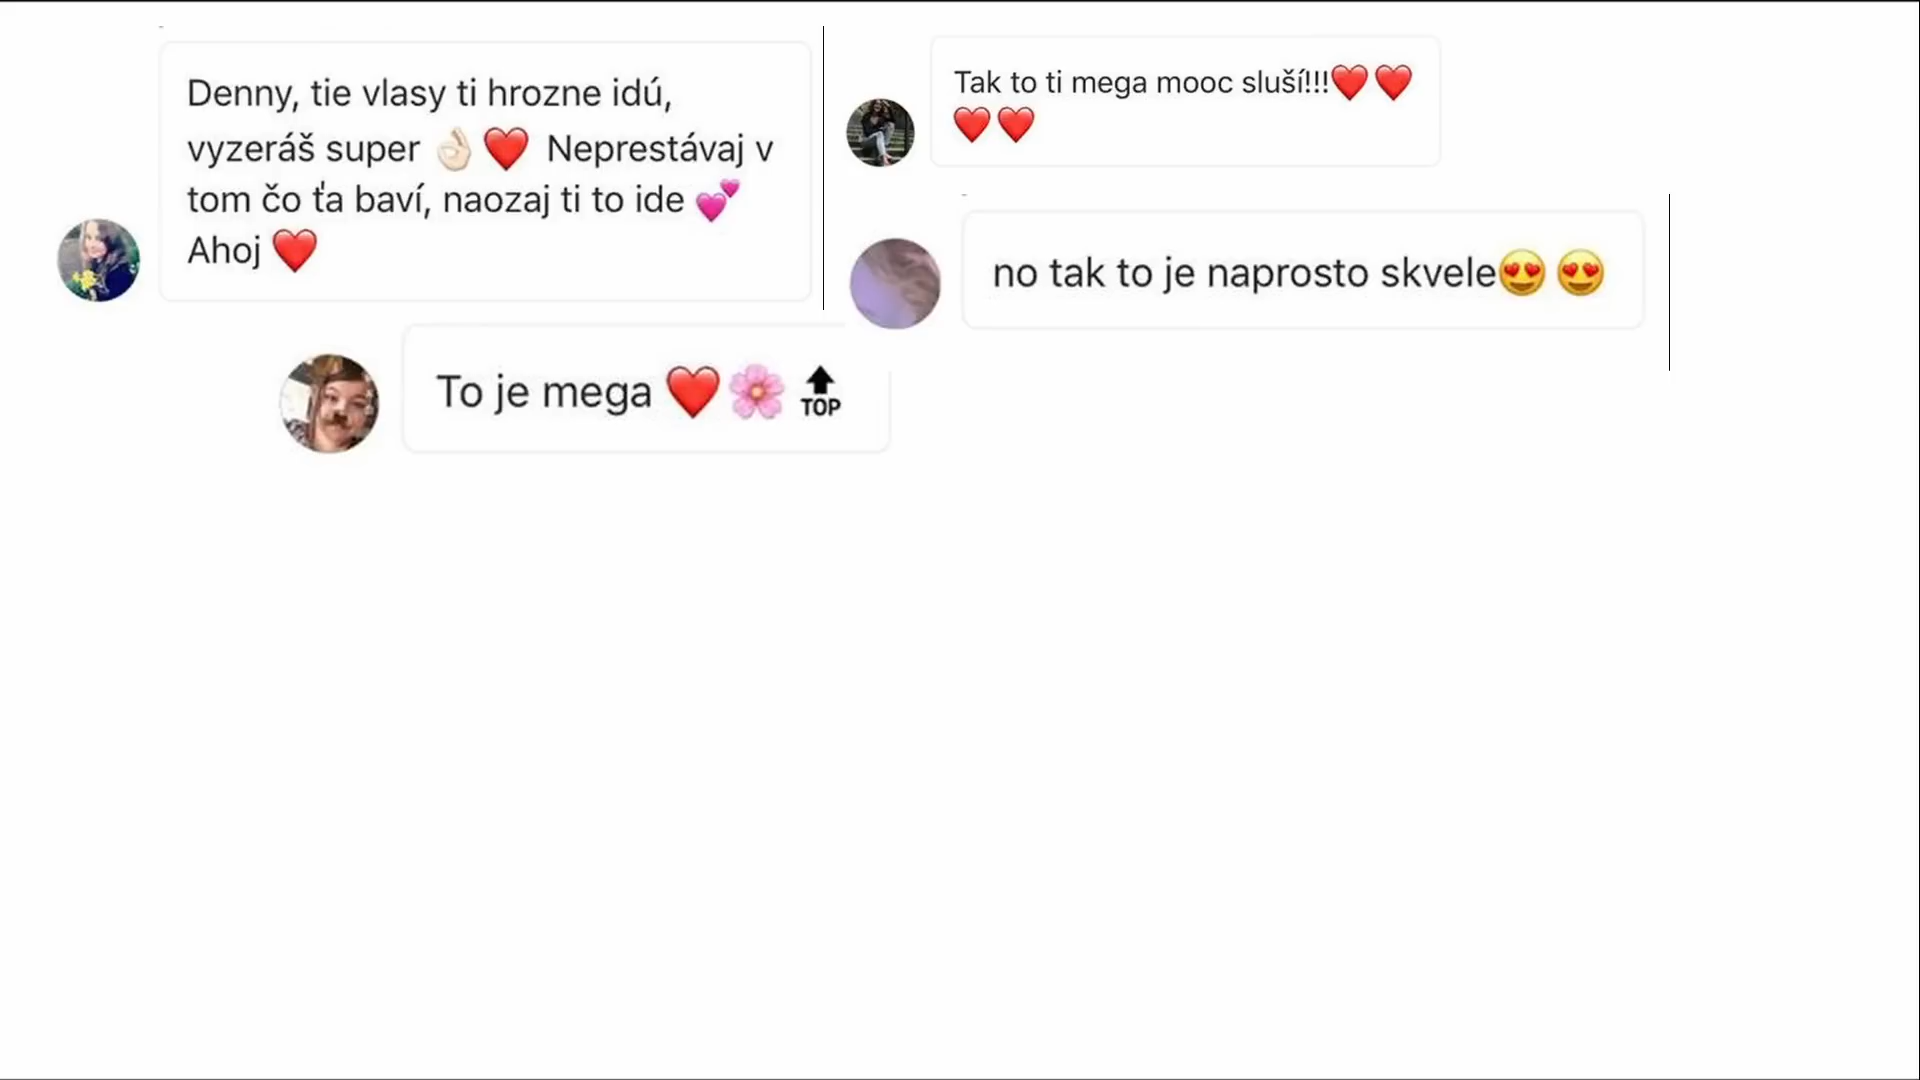 Denny, tie vlasy ti hrozne idú,
vyzeráš super 👌🏻❤️ Neprestávaj v
tom čo ťa baví, naozaj ti to ide 💕
Ahoj ❤️
Tak to ti mega mooc sluší!!!❤️❤️
❤️❤️
no tak to je naprosto skvele😍😍
To je mega ❤️🌸🔝